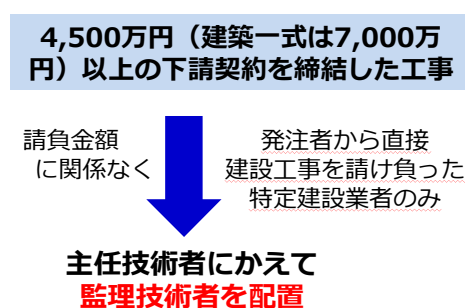 4,500万円（建築一式は7,000万
円）以上の下請契約を締結した工事
請負金額
に関係なく
発注者から直接
建設工事を請け負った
特定建設業者のみ
主任技術者にかえて
監理技術者を配置